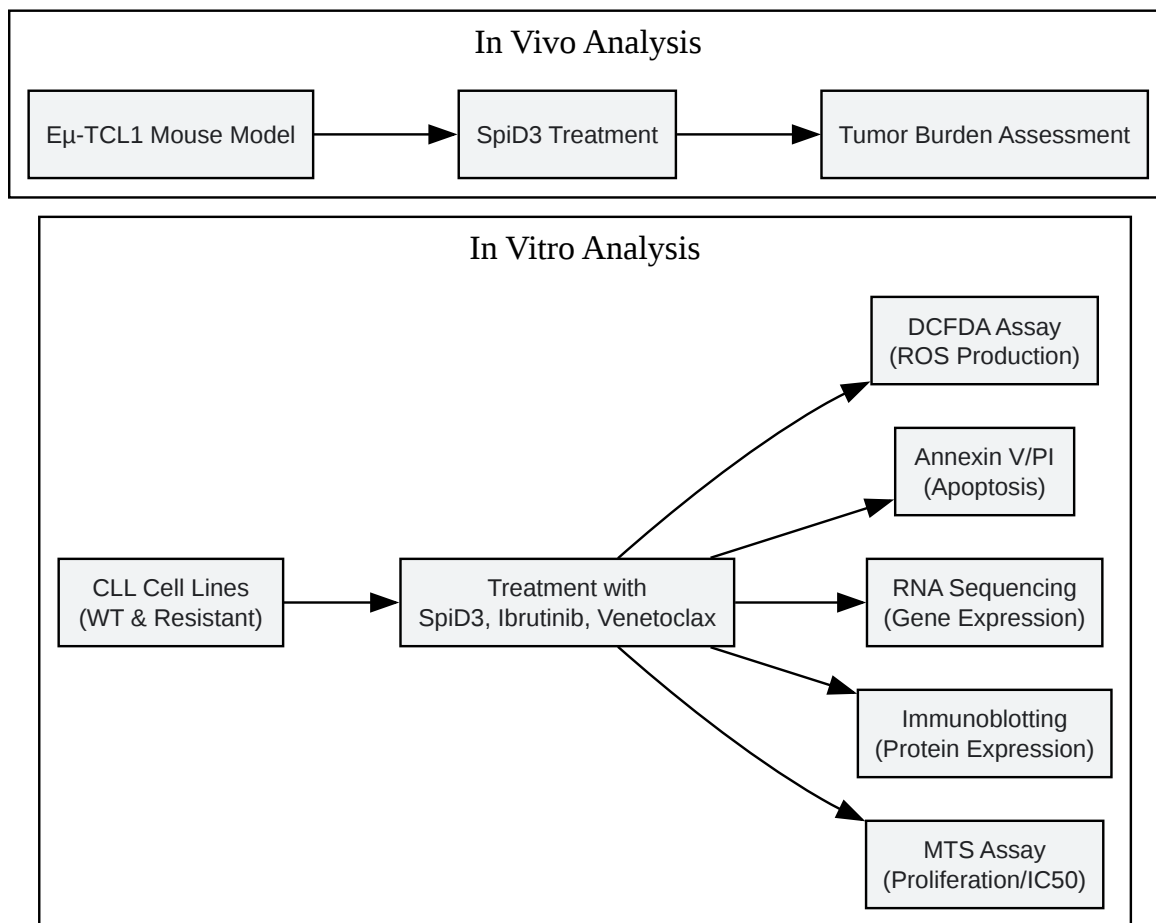 In Vivo Analysis
Eµ-TCL1 Mouse Model
SpiD3 Treatment
Tumor Burden Assessment
In Vitro Analysis
DCFDA Assay
(ROS Production)
Annexin V/PI
(Apoptosis)
CLL Cell Lines
(WT & Resistant)
Treatment with
SpiD3, Ibrutinib, Venetoclax
RNA Sequencing
(Gene Expression)
Immunoblotting
(Protein Expression)
MTS Assay
(Proliferation/IC50)